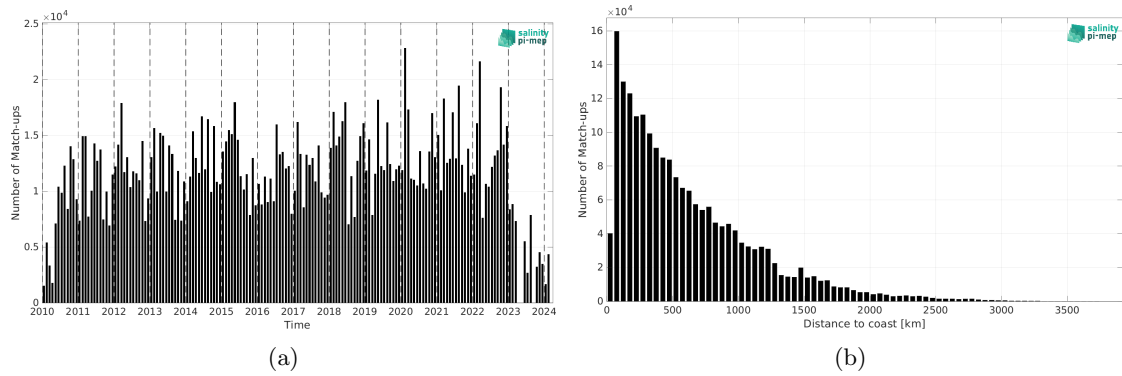 ×10⁴
2.5
2
1.5
1
0.5
0
Number of Match-ups
2010 2011 2012 2013 2014 2015 2016 2017 2018 2019 2020 2021 2022 2023 2024
Time
salinity
pi-mep
(a)
×10⁴
16
14
12
10
8
6
4
2
0
Number of Match-ups
0 500 1000 1500 2000 2500 3000 3500
Distance to coast [km]
salinity
pi-mep
(b)